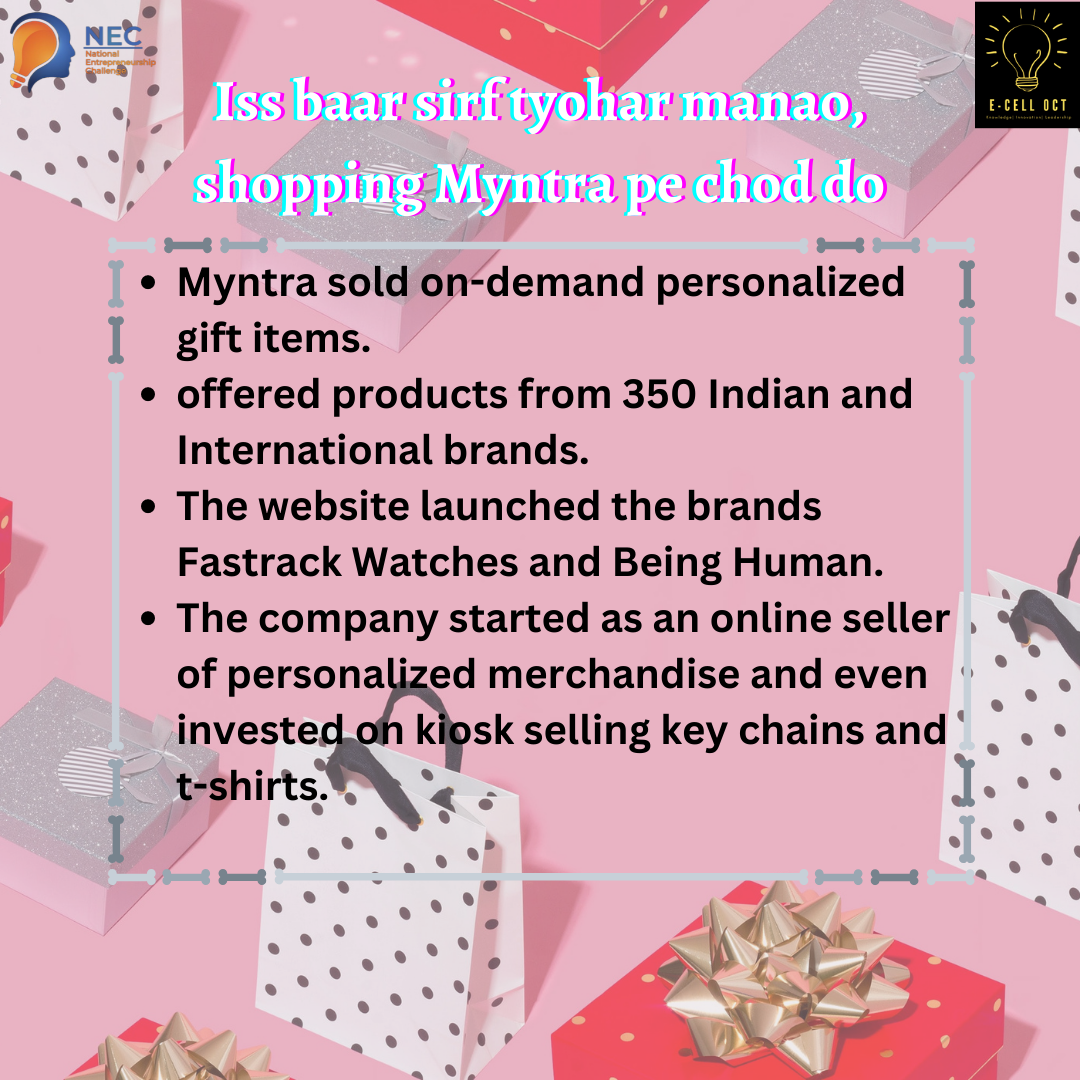 NEC
National
Entrepreneurship
Challenge
E-CELL OCT
Knowledge| Innovation| Leadership
Iss baar sirf tyohar manao,
shopping Myntra pe chod do
• Myntra sold on-demand personalized
gift items.
• offered products from 350 Indian and
International brands.
• The website launched the brands
Fastrack Watches and Being Human.
• The company started as an online seller
of personalized merchandise and even
invested on kiosk selling key chains and
t-shirts.